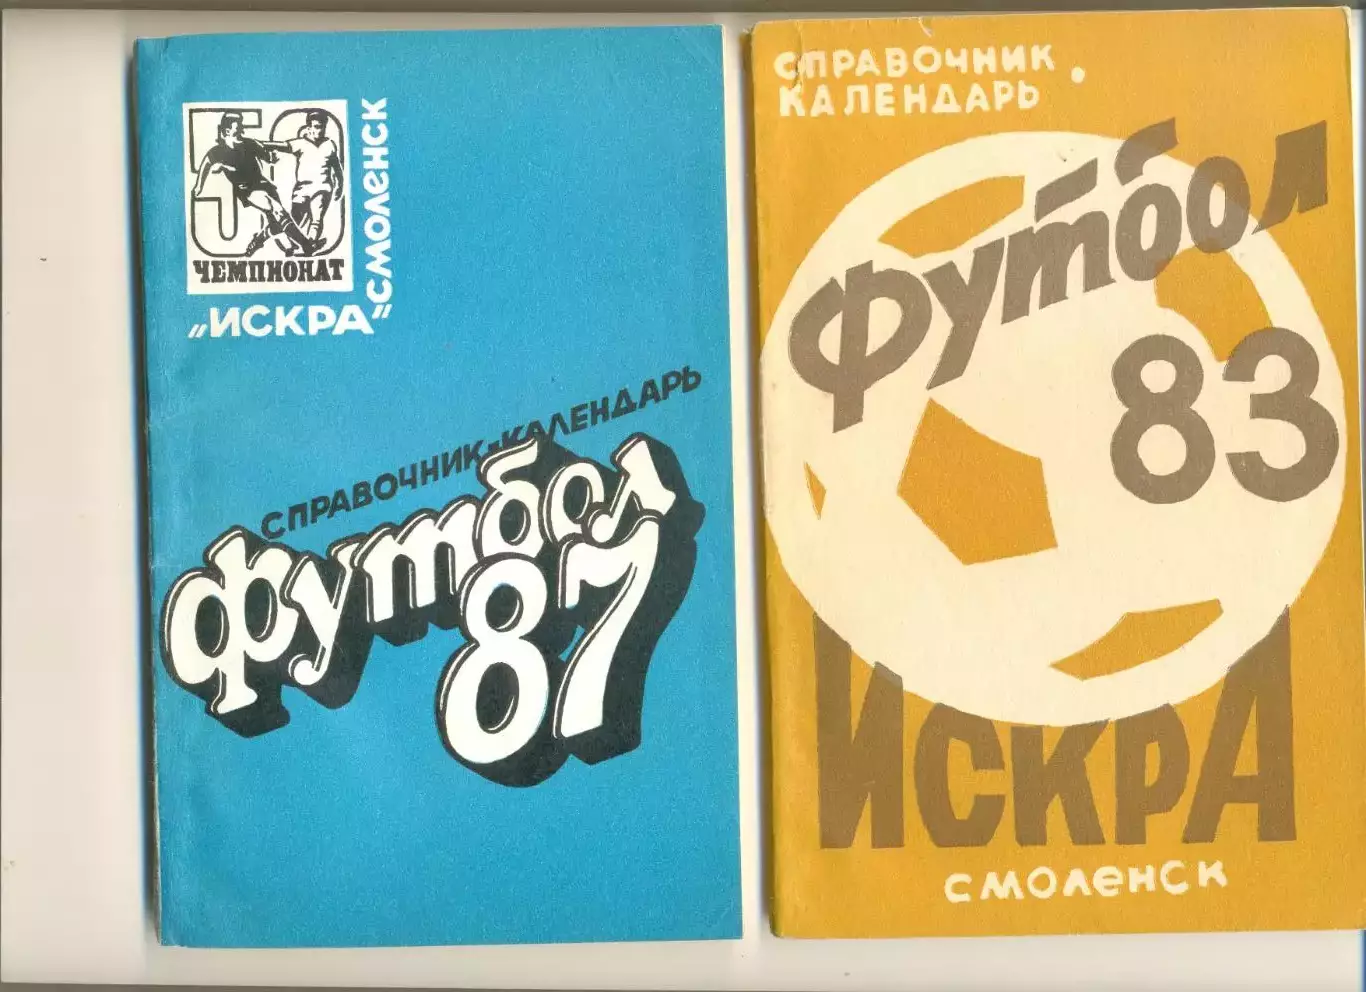 50
ЧЕМПИОНАТ
„ИСКРА"
СМОЛЕНСК
СПРАВОЧНИК-КАЛЕНДАРЬ
футбол
87
СПРАВОЧНИК
КАЛЕНДАРЬ
Футбол
83
ИСКРА
СМОЛЕНСК